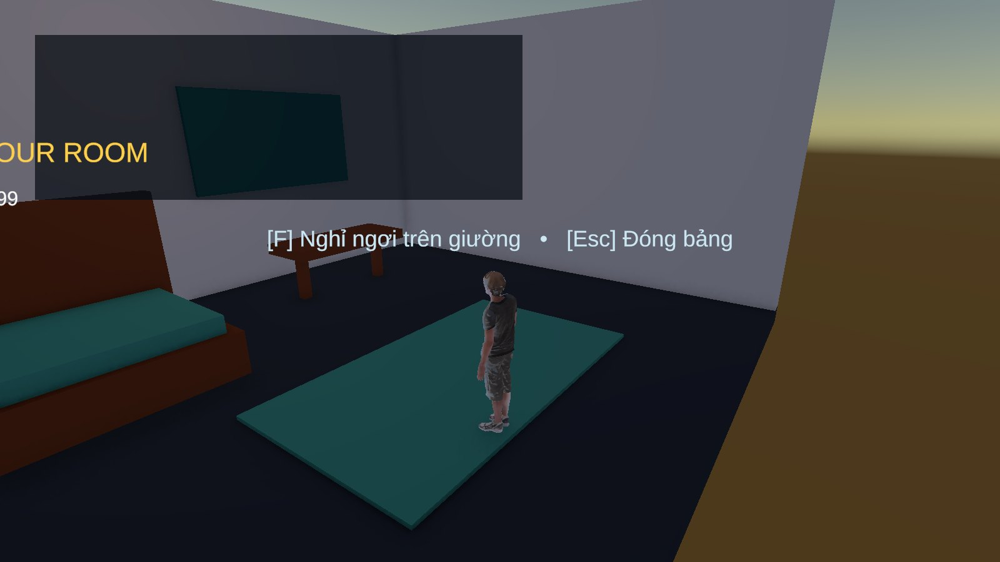 OUR ROOM
99
[F] Nghỉ ngơi trên giường • [Esc] Đóng bảng